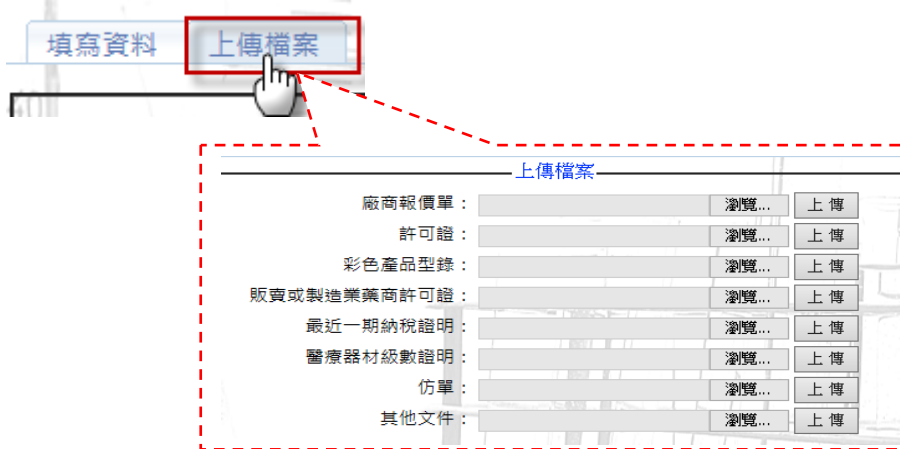 填寫資料 上傳檔案
上傳檔案
廠商報價單： 瀏覽... 上傳
許可證： 瀏覽... 上傳
彩色產品型錄： 瀏覽... 上傳
販賣或製造業藥商許可證： 瀏覽... 上傳
最近一期納稅證明： 瀏覽... 上傳
醫療器材級數證明： 瀏覽... 上傳
仿單： 瀏覽... 上傳
其他文件： 瀏覽... 上傳